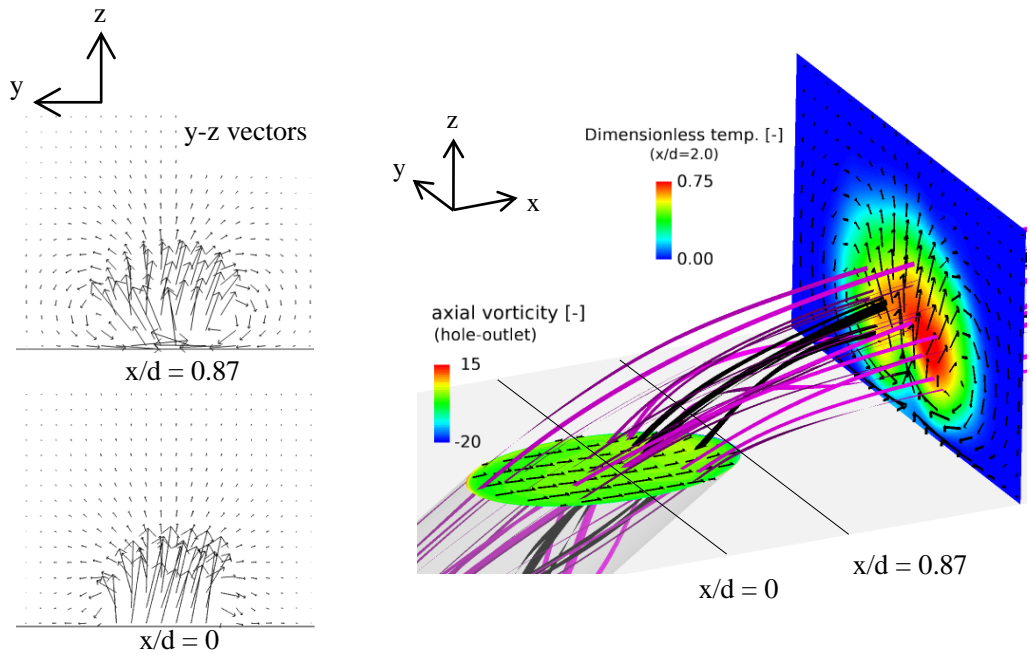 z
y
y-z vectors
x/d = 0.87
x/d = 0
z
y
x
Dimensionless temp. [-]
(x/d=2.0)
0.75
0.00
axial vorticity [-]
(hole-outlet)
15
-20
x/d = 0
x/d = 0.87